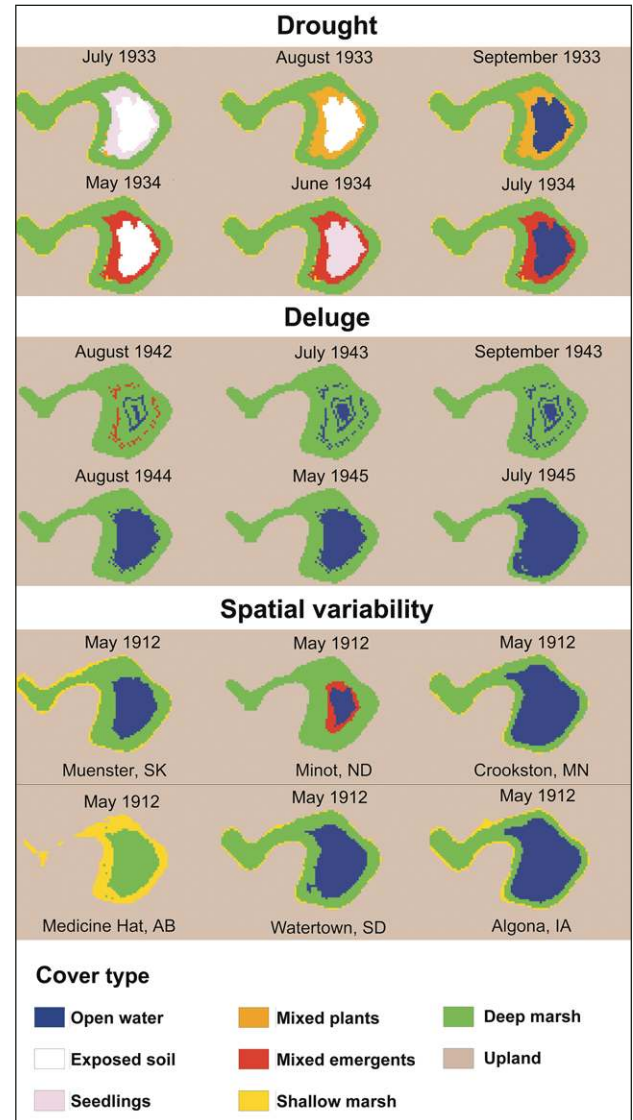 Drought
July 1933 August 1933 September 1933
May 1934 June 1934 July 1934
Deluge
August 1942 July 1943 September 1943
August 1944 May 1945 July 1945
Spatial variability
May 1912 May 1912 May 1912
Muenster, SK Minot, ND Crookston, MN
May 1912 May 1912 May 1912
Medicine Hat, AB Watertown, SD Algona, IA
Cover type
Open water Mixed plants Deep marsh
Exposed soil Mixed emergents Upland
Seedlings Shallow marsh